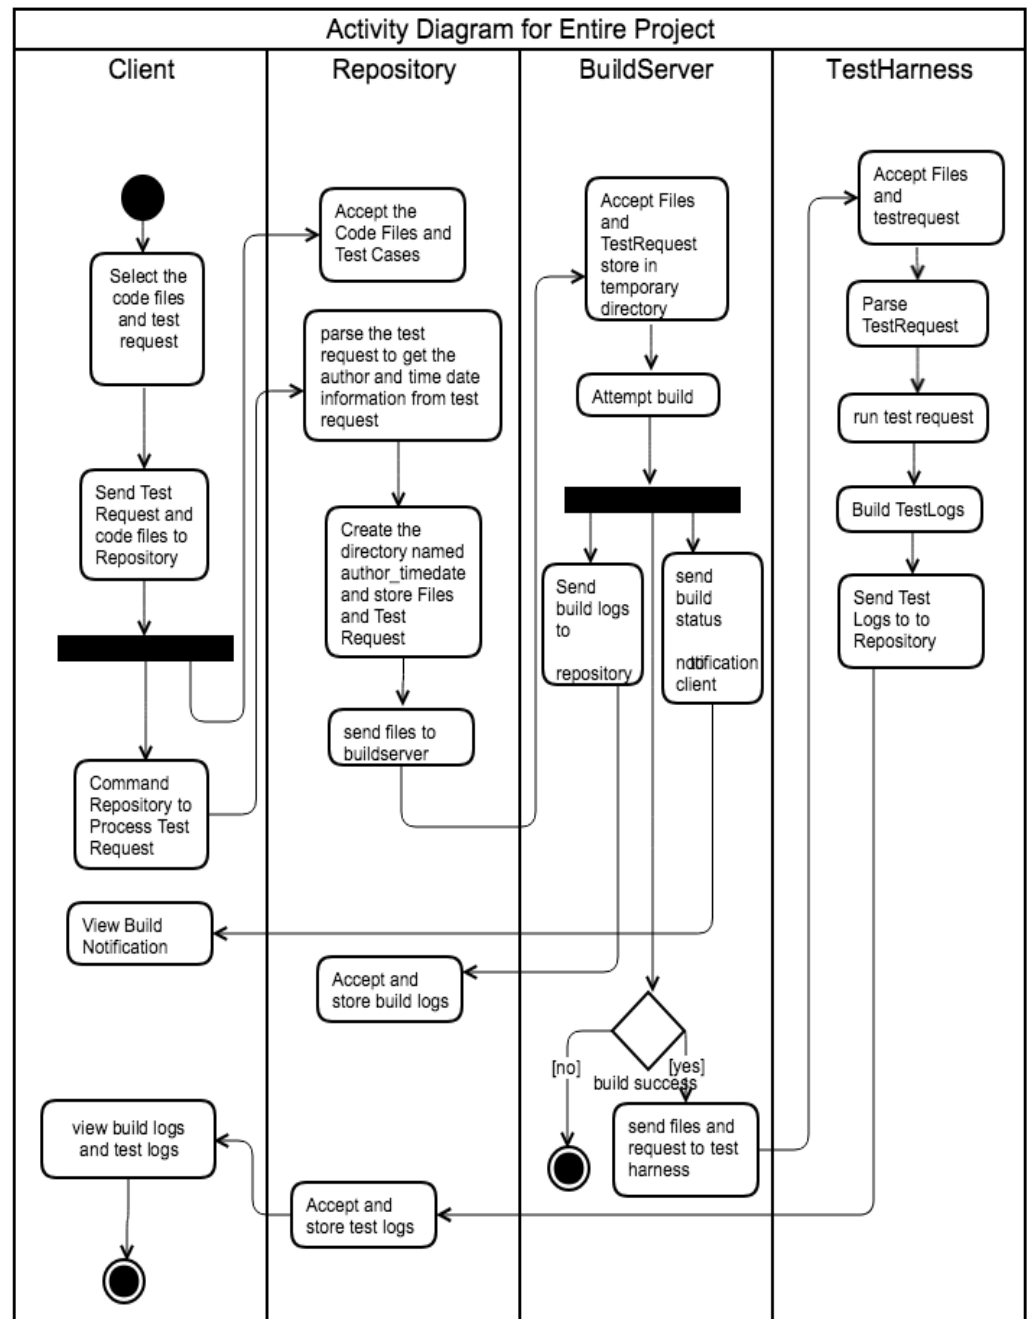 Activity Diagram for Entire Project
Client
Repository
BuildServer
TestHarness
Select the
code files
and test
request
Send Test
Request and
code files to
Repository
Command
Repository to
Process Test
Request
View Build
Notification
view build logs
and test logs
Accept the
Code Files and
Test Cases
parse the test
request to get the
author and time date
information from test
request
Create the
directory named
author_timedate
and store Files
and Test
Request
send files to
buildserver
Accept and
store build logs
Accept and
store test logs
Accept Files
and
TestRequest
store in
temporary
directory
Attempt build
Send
build logs
to
repository
send
build
status
notification
to
client
[no]
[yes]
build success
send files and
request to test
harness
Accept Files
and
testrequest
Parse
TestRequest
run test request
Build TestLogs
Send Test
Logs to to
Repository